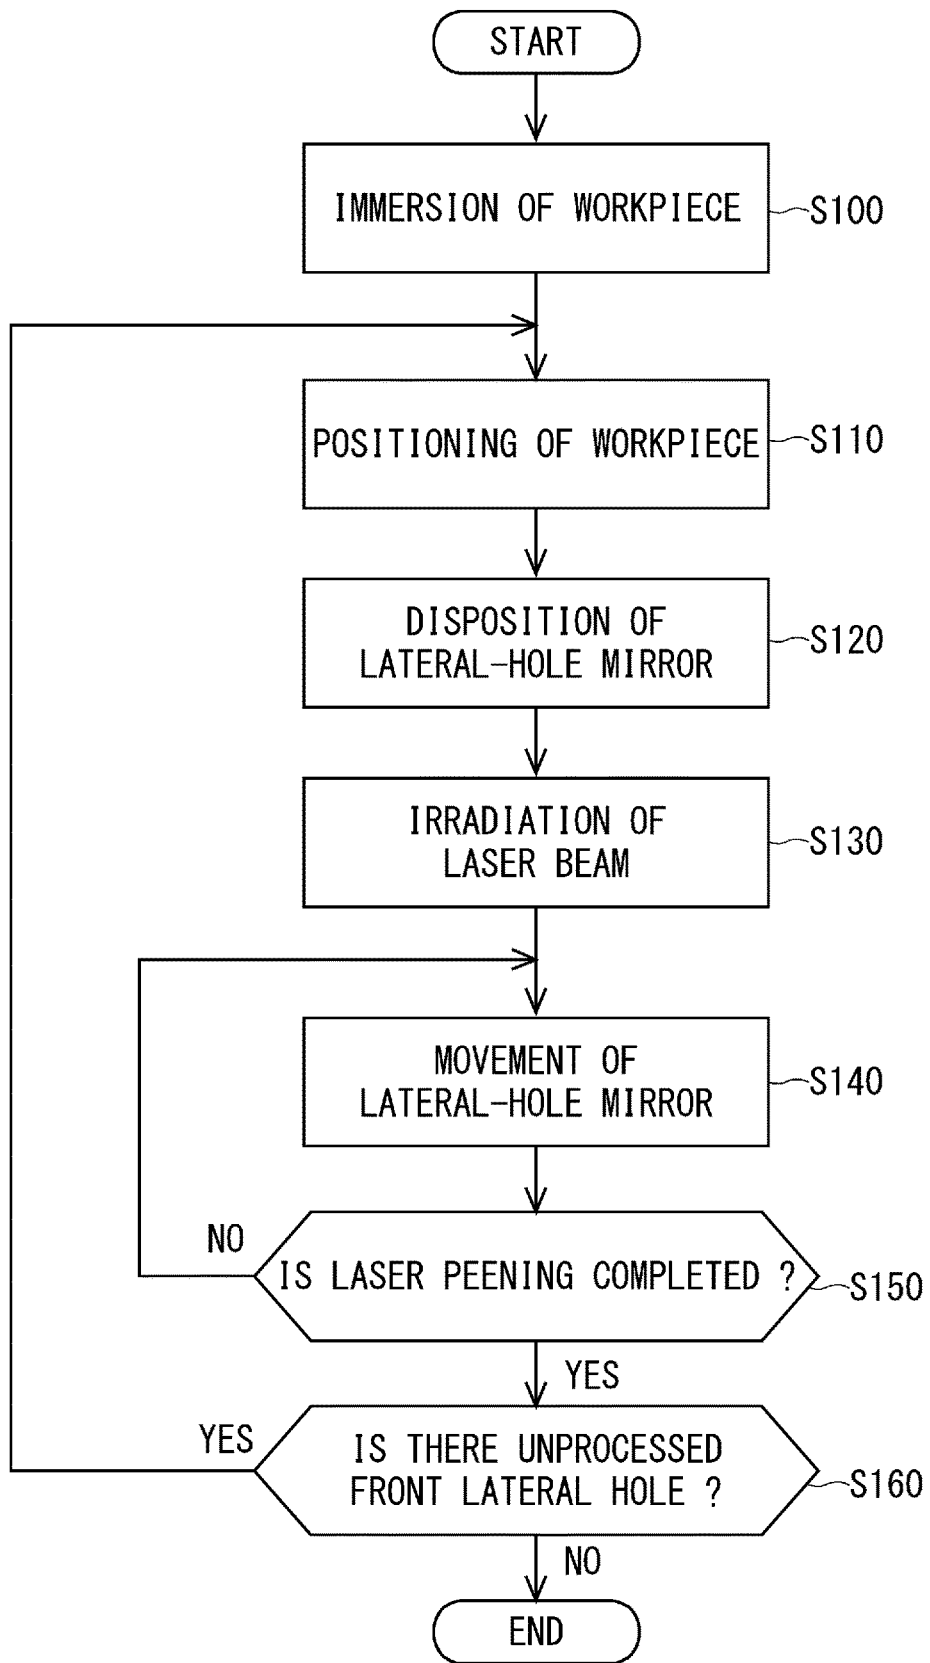 START
IMMERSION OF WORKPIECE
S100
POSITIONING OF WORKPIECE
S110
DISPOSITION OF
LATERAL-HOLE MIRROR
S120
IRRADIATION OF
LASER BEAM
S130
MOVEMENT OF
LATERAL-HOLE MIRROR
S140
NO
IS LASER PEENING COMPLETED ?
S150
YES
YES
IS THERE UNPROCESSED
FRONT LATERAL HOLE ?
S160
NO
END